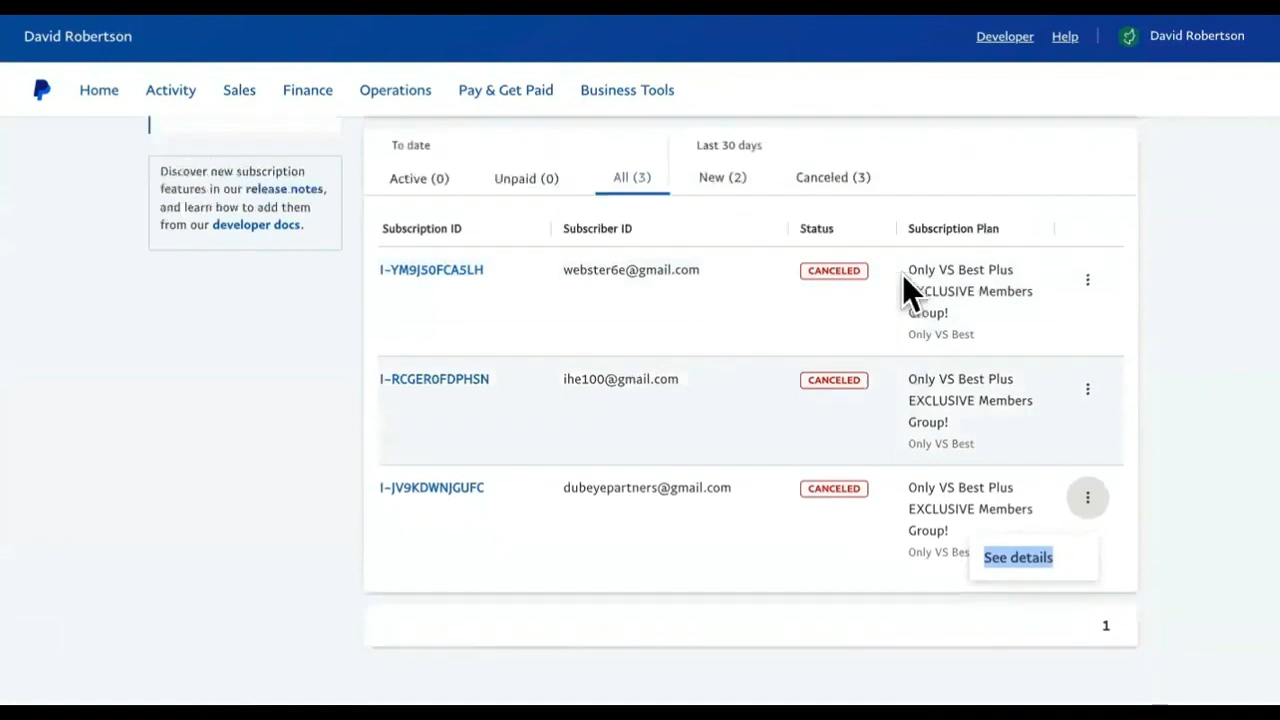 David Robertson
Developer Help David Robertson
Home Activity Sales Finance Operations Pay & Get Paid Business Tools
To date Last 30 days
Discover new subscription
features in our release notes,
and learn how to add them
from our developer docs.
Active (0) Unpaid (0) All (3) New (2) Canceled (3)
Subscription ID Subscriber ID Status Subscription Plan
I-YM9J50FCA5LH webster6e@gmail.com CANCELED Only VS Best Plus
EXCLUSIVE Members
Group!
Only VS Best
I-RCGER0FDPHSN ihe100@gmail.com CANCELED Only VS Best Plus
EXCLUSIVE Members
Group!
Only VS Best
I-JV9KDWNJGUFC dubeyepartners@gmail.com CANCELED Only VS Best Plus
EXCLUSIVE Members
Group!
Only VS Bes
See details
1